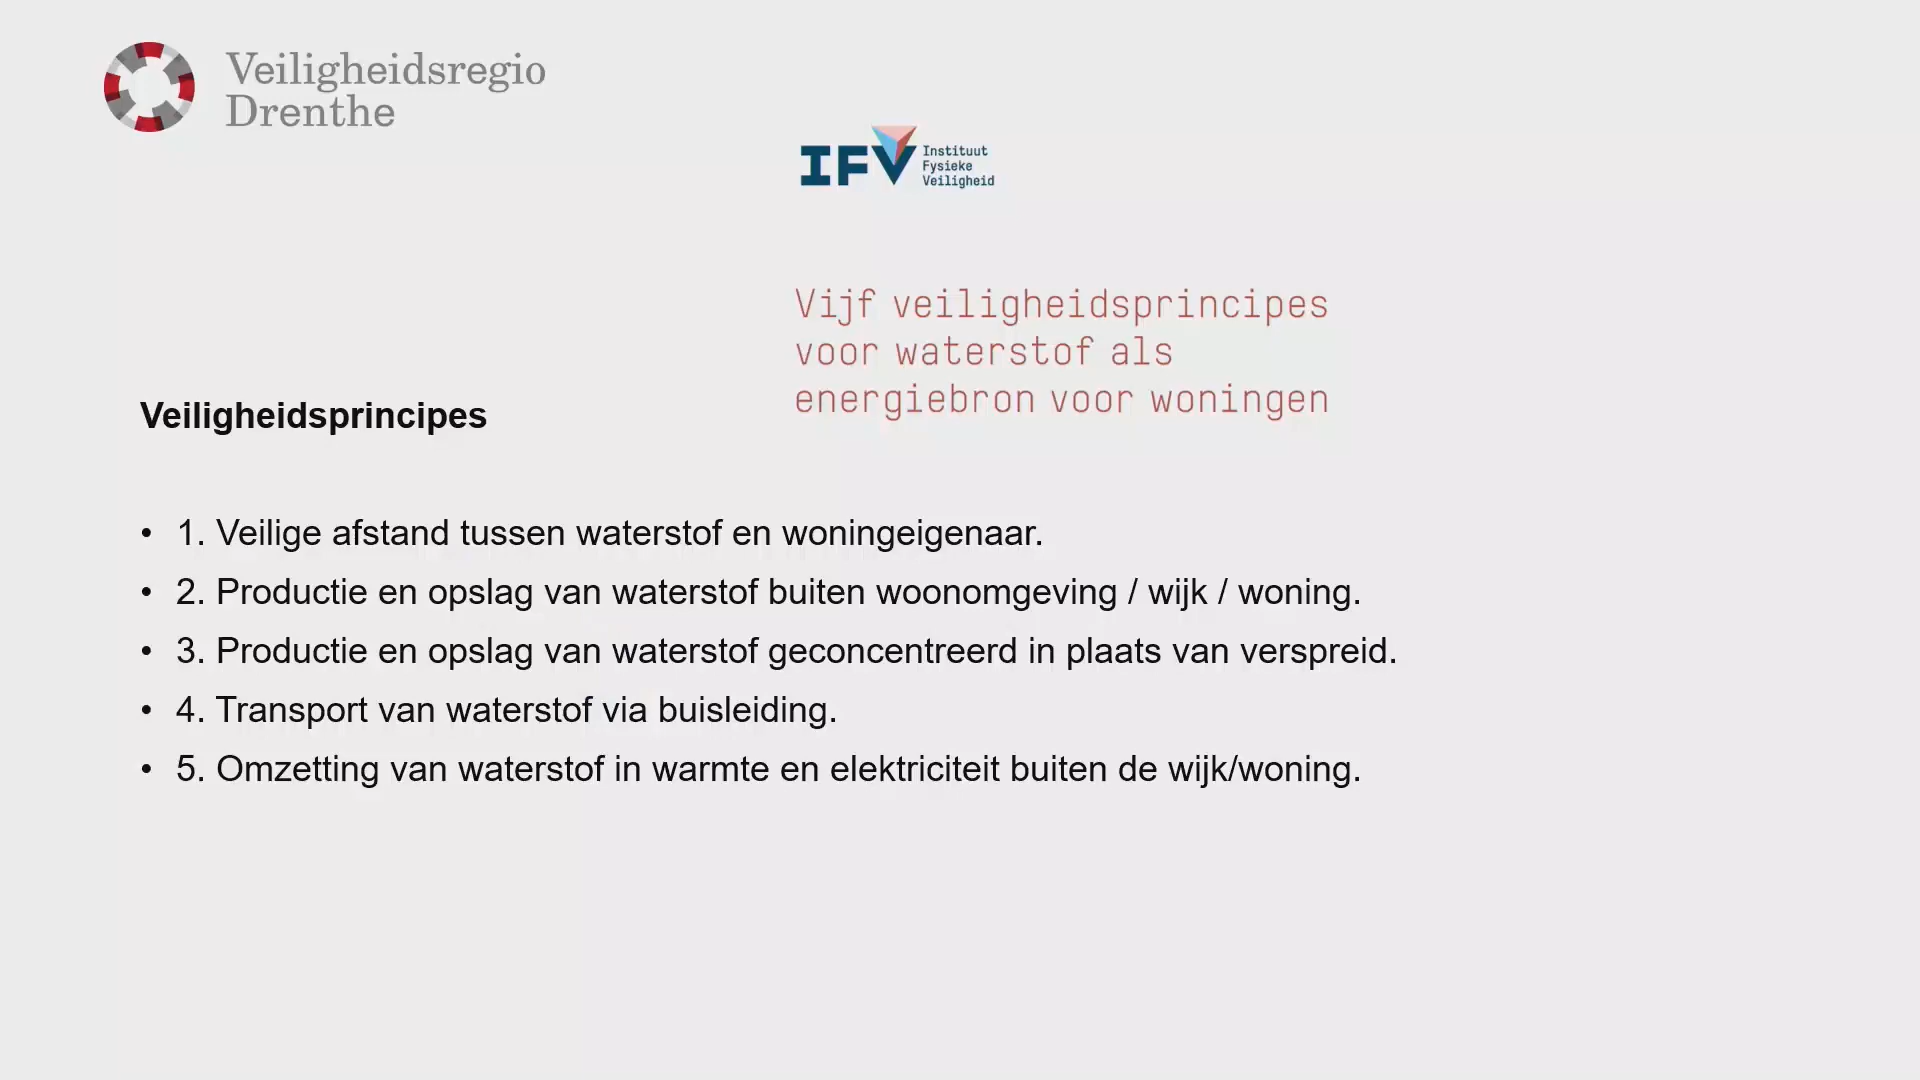 Veiligheidsregio
Drenthe
IFV
Instituut
Fysieke
Veiligheid
Vijf veiligheidsprincipes
voor waterstof als
energiebron voor woningen
Veiligheidsprincipes
• 1. Veilige afstand tussen waterstof en woningeigenaar.
• 2. Productie en opslag van waterstof buiten woonomgeving / wijk / woning.
• 3. Productie en opslag van waterstof geconcentreerd in plaats van verspreid.
• 4. Transport van waterstof via buisleiding.
• 5. Omzetting van waterstof in warmte en elektriciteit buiten de wijk/woning.